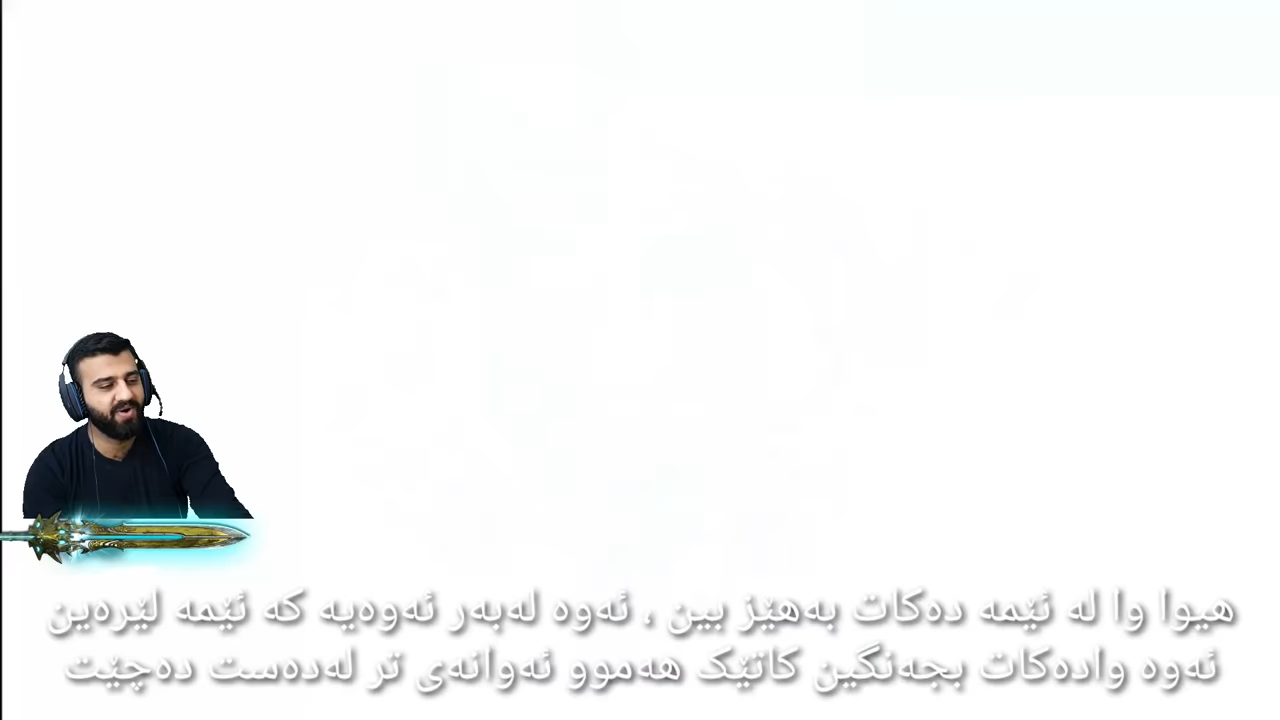 هیوا وا لە ئێمە دەکات بەهێز بین ، ئەوە لەبەر ئەوەیە کە ئێمە لێرەین
ئەوە وادەکات بجەنگین کاتێک هەموو ئەوانەی تر لەدەست دەچێت